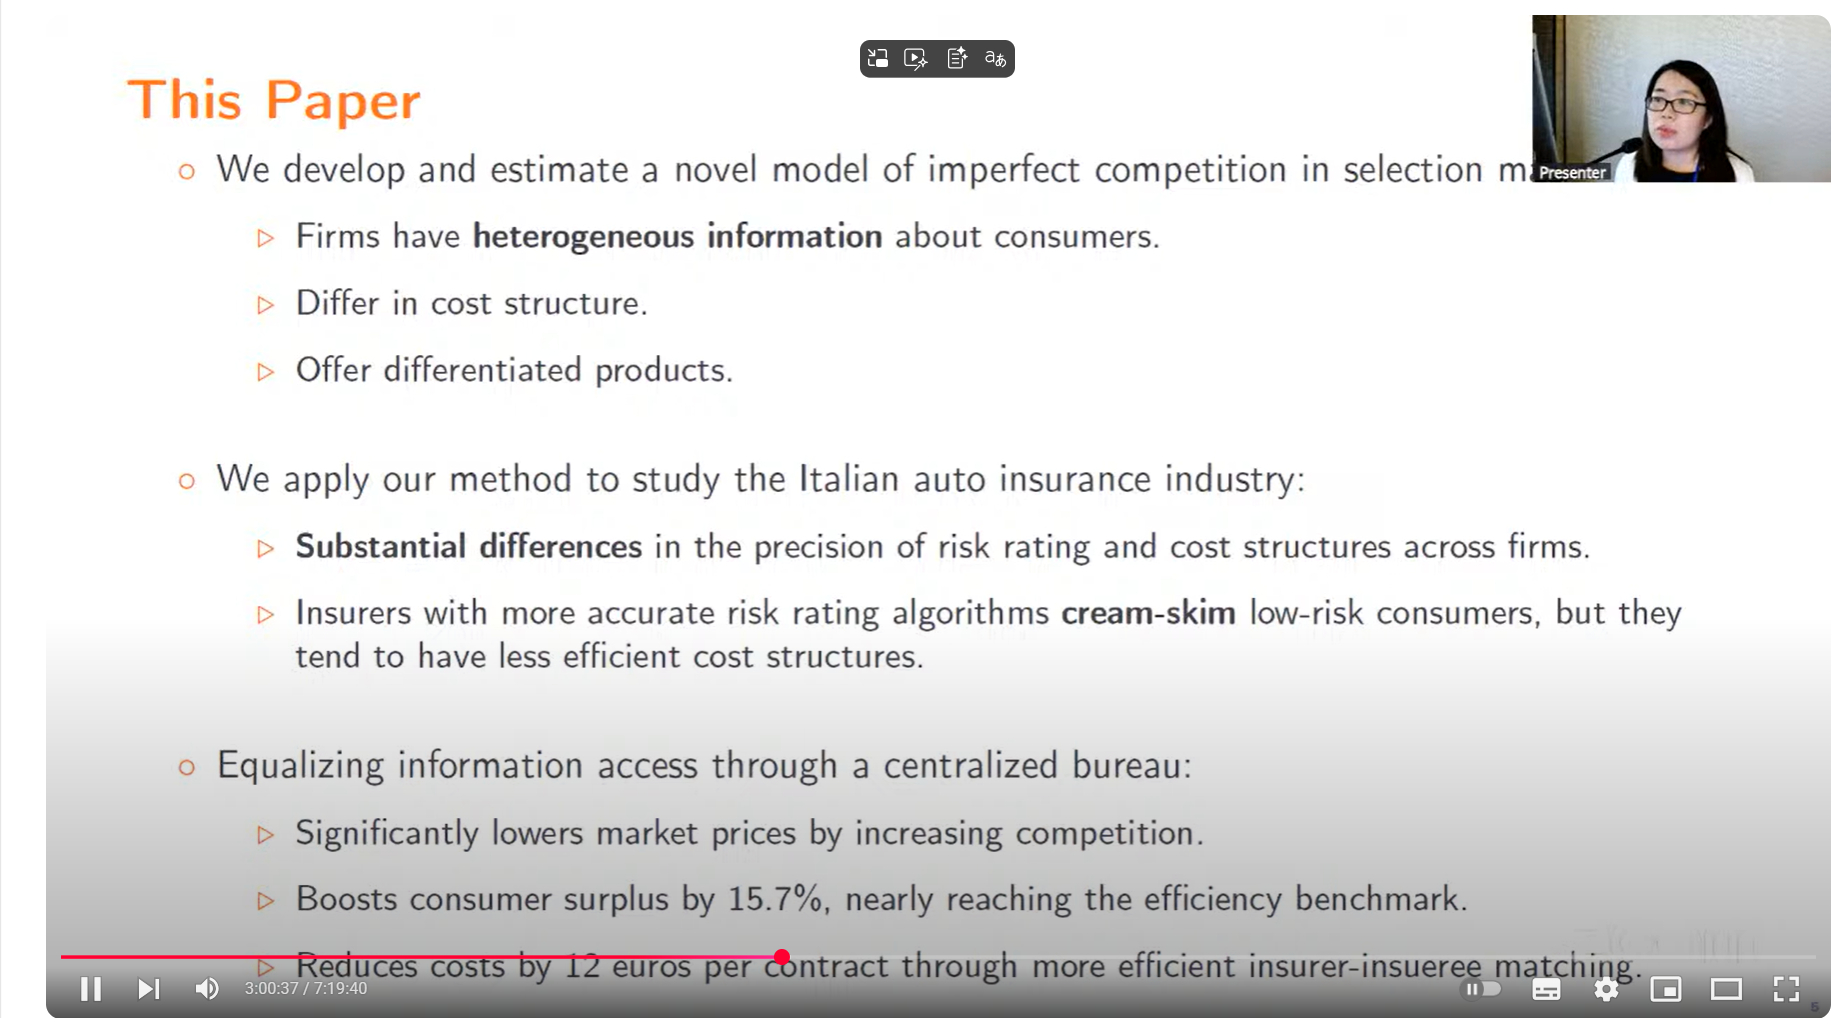 This Paper
We develop and estimate a novel model of imperfect competition in selection
Presenter
Firms have heterogeneous information about consumers.
Differ in cost structure.
Offer differentiated products.
We apply our method to study the Italian auto insurance industry:
Substantial differences in the precision of risk rating and cost structures across firms.
Insurers with more accurate risk rating algorithms cream-skim low-risk consumers, but they
tend to have less efficient cost structures.
Equalizing information access through a centralized bureau:
Significantly lowers market prices by increasing competition.
Boosts consumer surplus by 15.7%, nearly reaching the efficiency benchmark.
Reduces costs by 12 euros per contract through more efficient insurer-insueree matching.
3:00:37 / 7:19:40
5